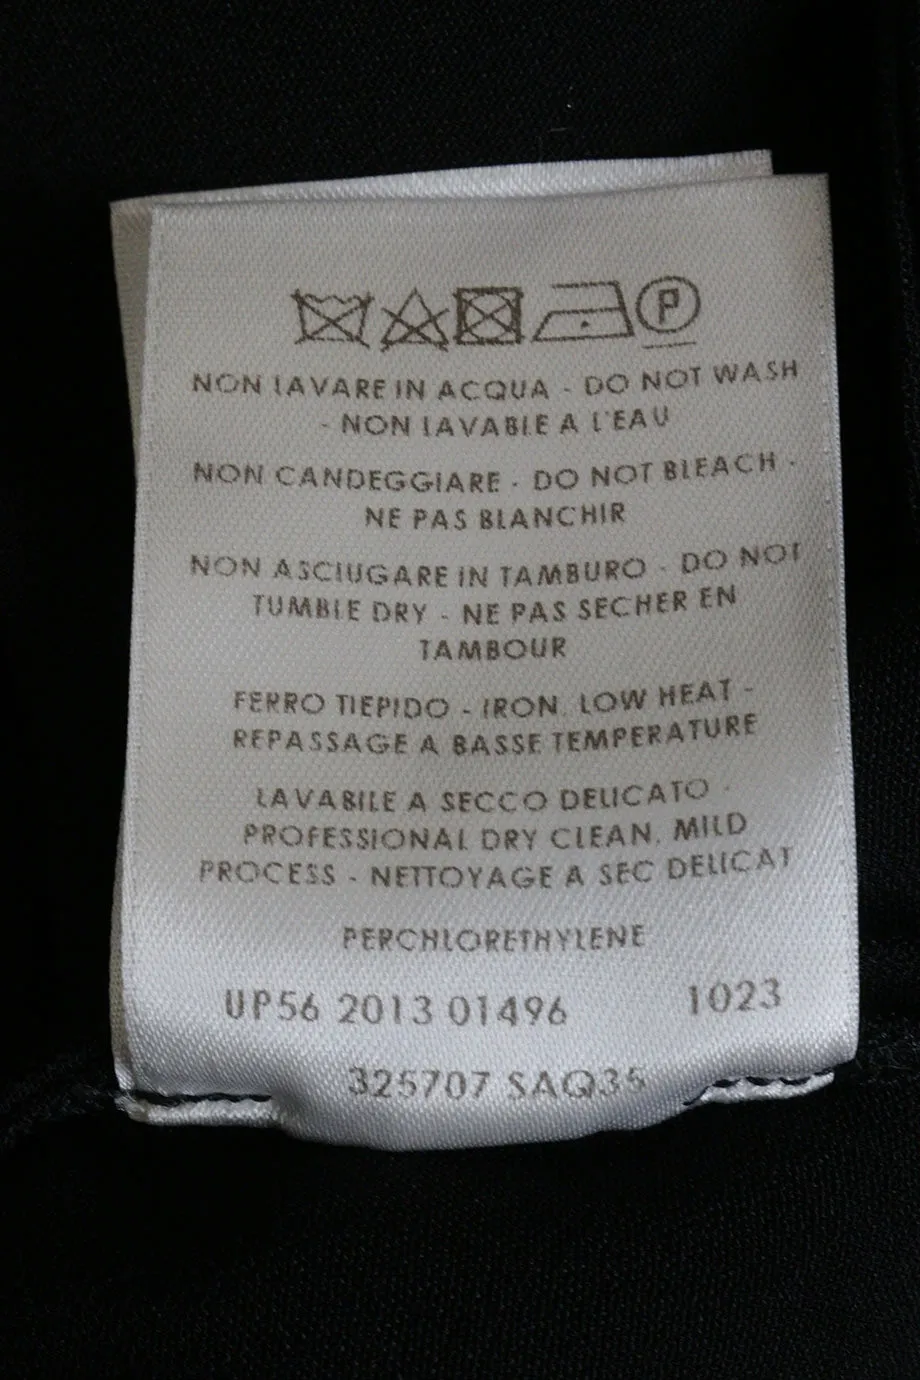 P
NON LAVARE IN ACQUA - DO NOT WASH
- NON LAVABLE A L'EAU
NON CANDEGGIARE - DO NOT BLEACH -
NE PAS BLANCHIR
NON ASCIUGARE IN TAMBURO - DO NOT
TUMBLE DRY - NE PAS SECHER EN
TAMBOUR
FERRO TIEPIDO - IRON, LOW HEAT -
REPASSAGE A BASSE TEMPERATURE
LAVABILE A SECCO DELICATO -
PROFESSIONAL DRY CLEAN, MILD
PROCESS - NETTOYAGE A SEC DELICAT
PERCHLORETHYLENE
UP56 2013 01496 1023
325707 SAQ35